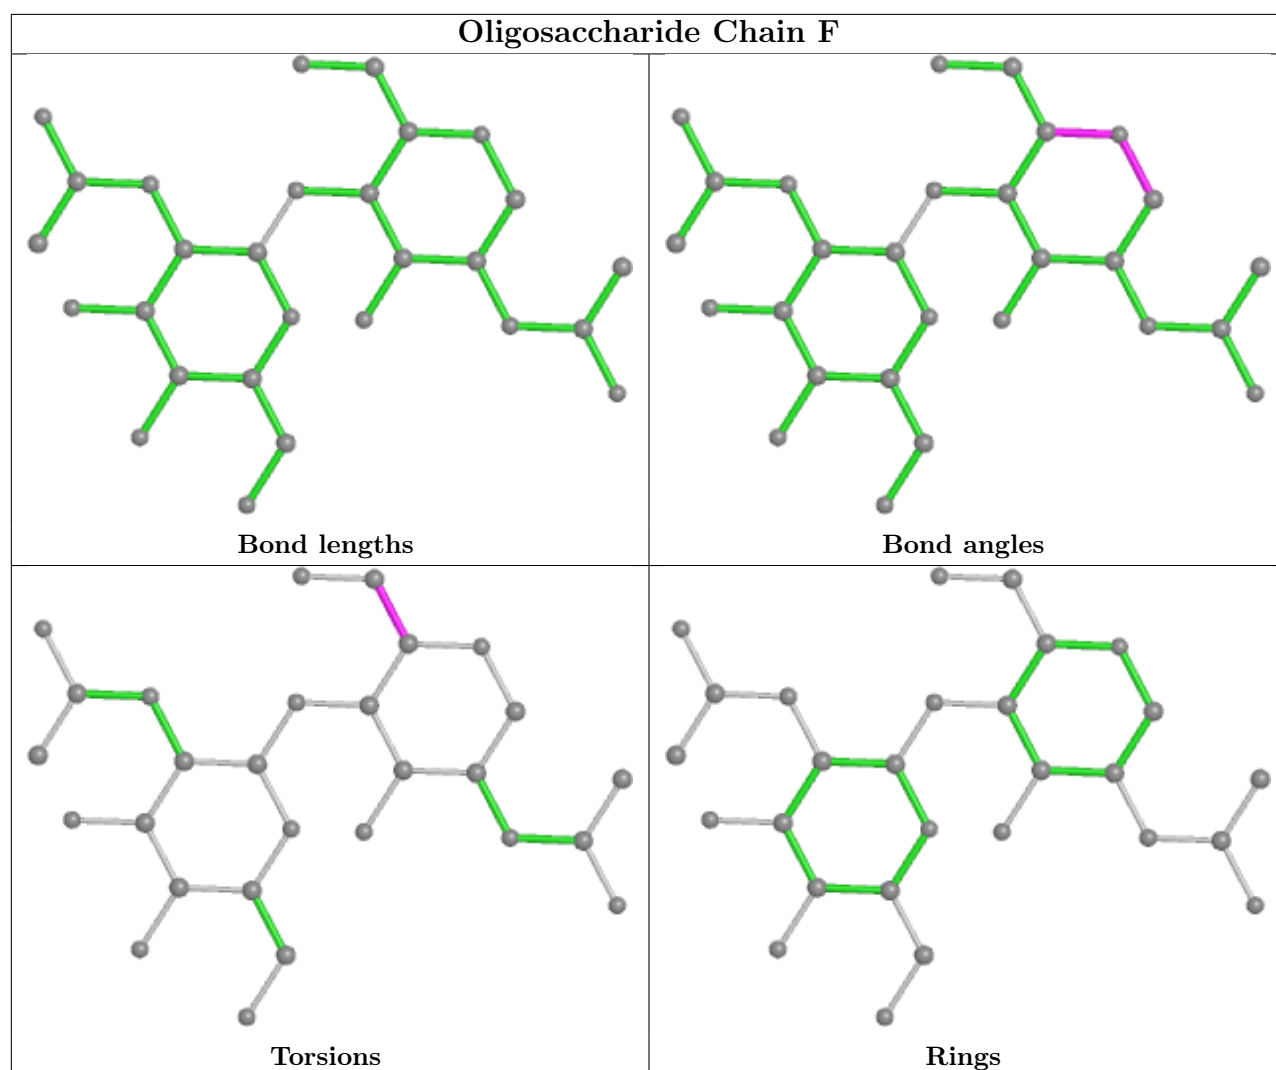 Oligosaccharide Chain F
Bond lengths
Bond angles
Torsions
Rings